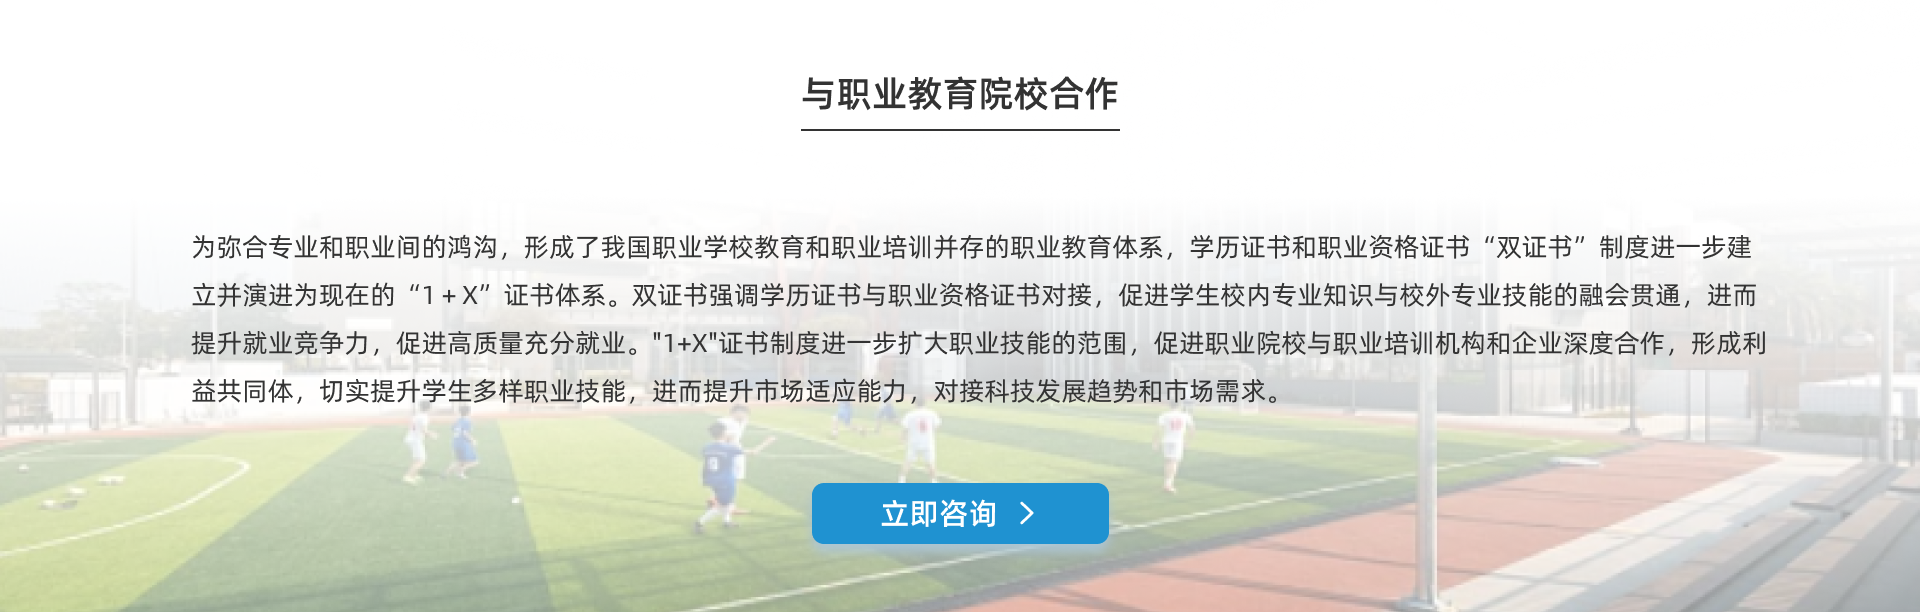 与职业教育院校合作
为弥合专业和职业间的鸿沟，形成了我国职业学校教育和职业培训并存的职业教育体系，学历证书和职业资格证书“双证书”制度进一步建
立并演进为现在的“1 + X”证书体系。双证书强调学历证书与职业资格证书对接，促进学生校内专业知识与校外专业技能的融会贯通，进而
提升就业竞争力，促进高质量充分就业。"1+X"证书制度进一步扩大职业技能的范围，促进职业院校与职业培训机构和企业深度合作，形成利
益共同体，切实提升学生多样职业技能，进而提升市场适应能力，对接科技发展趋势和市场需求。
立即咨询 >